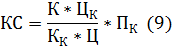 КС = (К * Ц_К) / (К_К * Ц) * П_К (9)